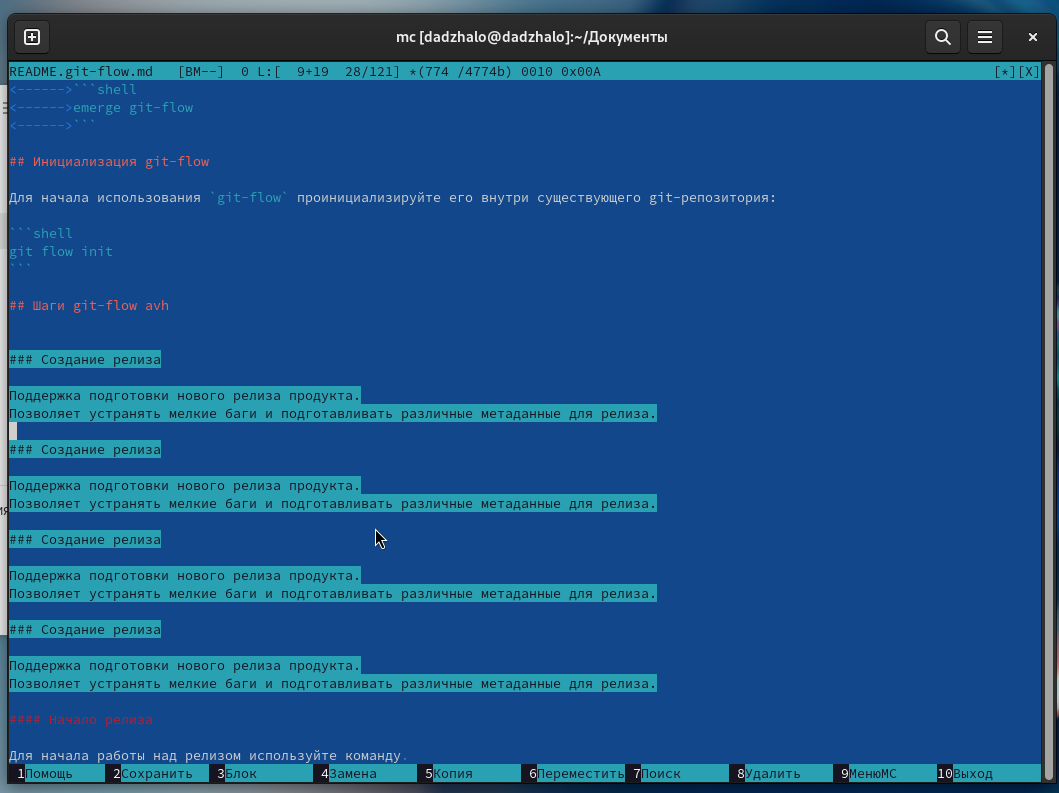 mc [dadzhalo@dadzhalo]:~/Документы
README.git-flow.md   [BM--]  0 L:[  9+19  28/121] *(774 /4774b) 0010 0x00A   [*][X]
<------>```shell
<------>emerge git-flow
<------>```
## Инициализация git-flow
Для начала использования `git-flow` проинициализируйте его внутри существующего git-репозитория:
```shell
git flow init
```
## Шаги git-flow avh
### Создание релиза
Поддержка подготовки нового релиза продукта.
Позволяет устранять мелкие баги и подготавливать различные метаданные для релиза.
### Создание релиза
Поддержка подготовки нового релиза продукта.
Позволяет устранять мелкие баги и подготавливать различные метаданные для релиза.
### Создание релиза
Поддержка подготовки нового релиза продукта.
Позволяет устранять мелкие баги и подготавливать различные метаданные для релиза.
### Создание релиза
Поддержка подготовки нового релиза продукта.
Позволяет устранять мелкие баги и подготавливать различные метаданные для релиза.
#### Начало релиза
Для начала работы над релизом используйте команду.
1Помощь 2Сохранить 3Блок 4Замена 5Копия 6Переместить 7Поиск 8Удалить 9МенюМС 10Выход